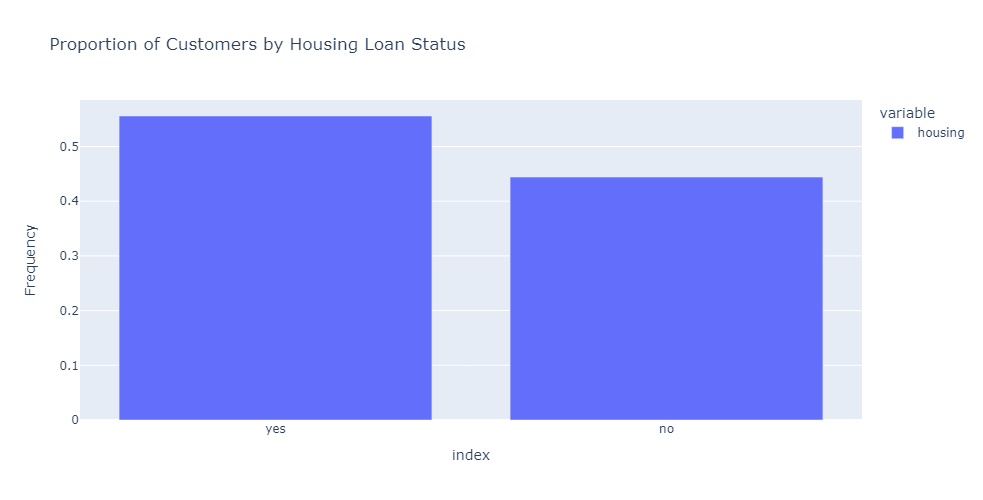 Proportion of Customers by Housing Loan Status
variable
housing
Frequency
0.5
0.4
0.3
0.2
0.1
0
yes no
index